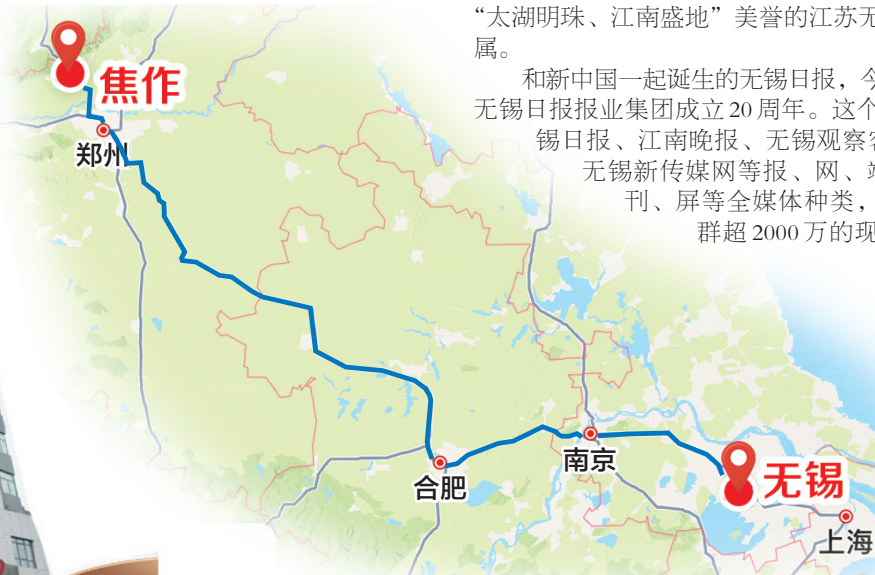 “太湖明珠、江南盛地”美誉的江苏无
属。
和新中国一起诞生的无锡日报，今
无锡日报报业集团成立20周年。这个
锡日报、江南晚报、无锡观察客
无锡新传媒网等报、网、端
刊、屏等全媒体种类，
群超2000万的现
焦作
郑州
合肥
南京
无锡
上海